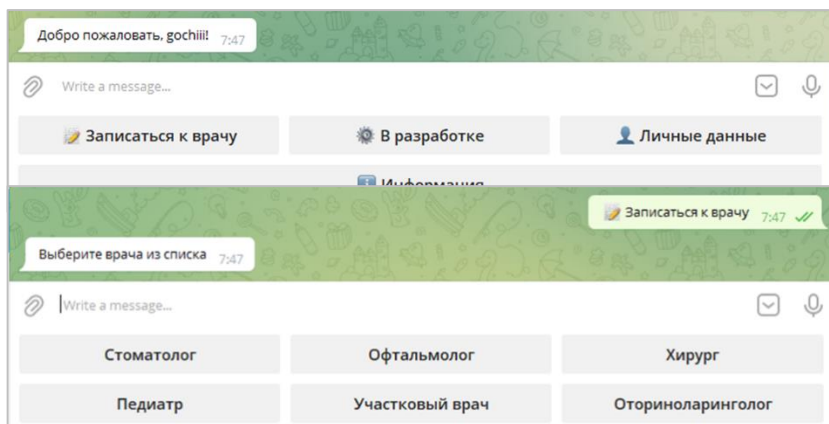 Добро пожаловать, gochiii! 7:47
Write a message...
📝 Записаться к врачу ⚙️ В разработке 👤 Личные данные
ℹ️ Информация
📝 Записаться к врачу 7:47
Выберите врача из списка 7:47
Write a message...
Стоматолог Офтальмолог Хирург
Педиатр Участковый врач Оториноларинголог